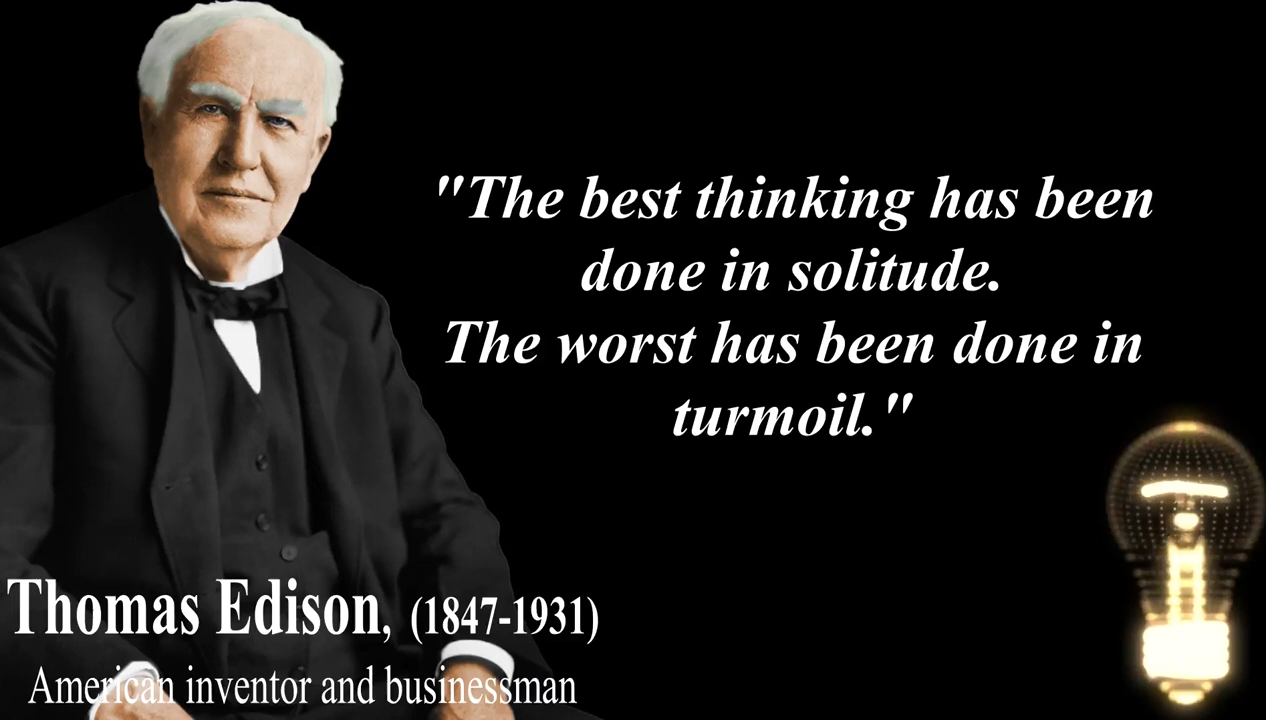 "The best thinking has been
done in solitude.
The worst has been done in
turmoil."
Thomas Edison, (1847-1931)
American inventor and businessman